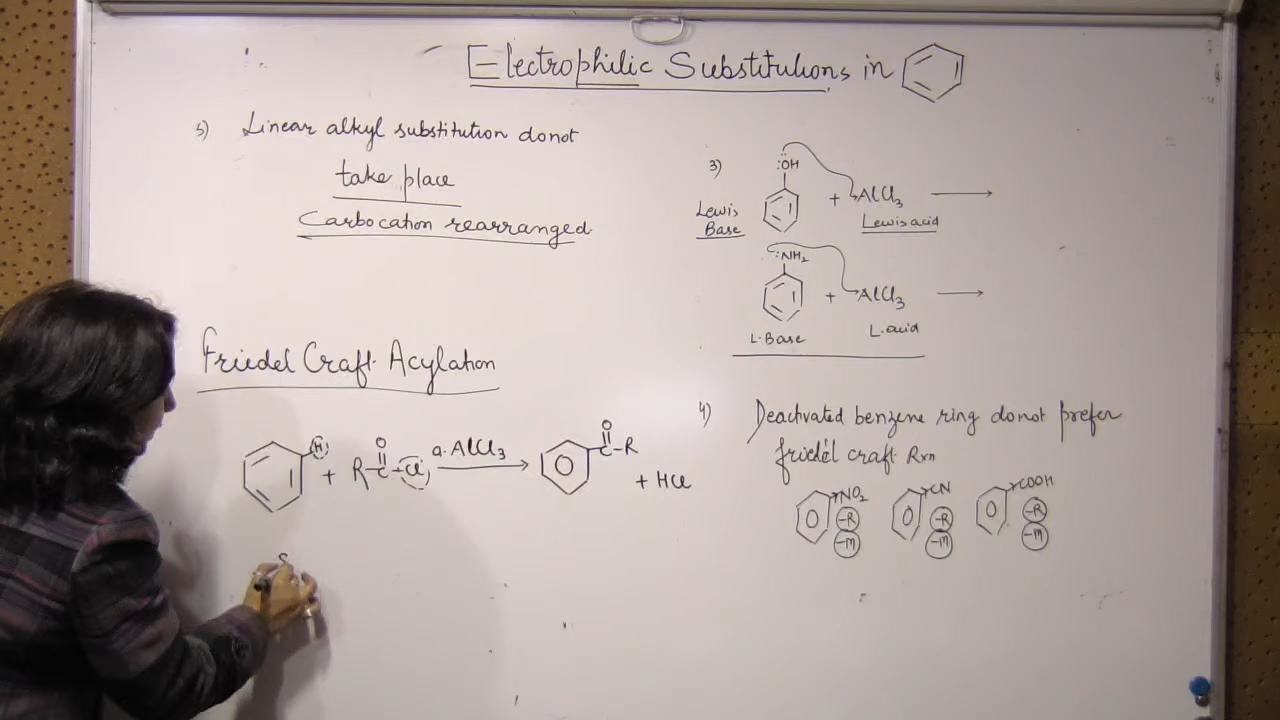 Electrophilic Substitutions in
5) Linear alkyl substitution donot
take place
Carbocation rearranged
Friedel Craft Acylation
H
+ R-C-Cl a.AlCl3
O
O
C-R
+ HCl
3) :ÖH
Lewis Base
+ AlCl3
Lewis acid
:NH2
+ AlCl3
L. Base
L. acid
4) Deactivated benzene ring donot prefer
friedel craft Rxn
NO2 CN COOH
-R -R -R
-m -m -m